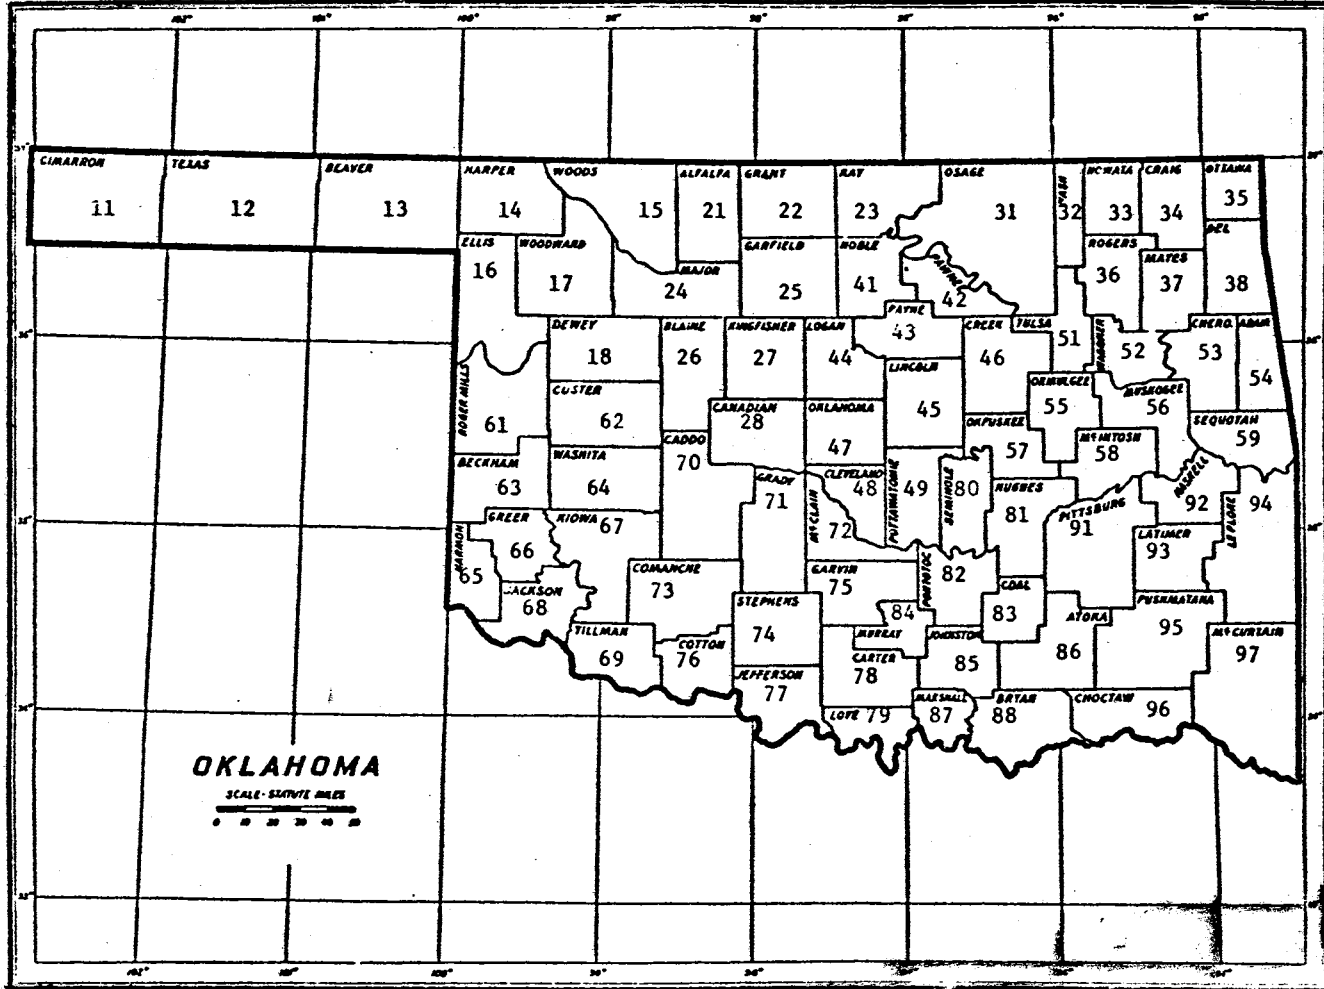 CIMARRON
11
TEXAS
12
BEAVER
13
HARPER
14
WOODS
15
ALFALFA
21
GRANT
22
KAY
23
OSAGE
31
WASH
32
NOWATA
33
CRAIG
34
OTTAWA
35
ELLIS
16
WOODWARD
17
MAJOR
24
GARFIELD
25
NOBLE
41
PAWNEE
42
ROGERS
36
MAYES
37
DEL
38
DEWEY
18
BLAINE
26
KINGFISHER
27
LOGAN
44
PAYNE
43
CREEK
46
TULSA
51
WAGONER
52
CHERO.
53
ADAIR
54
ROGER MILLS
61
CUSTER
62
CANADIAN
28
OKLAHOMA
47
LINCOLN
45
OKMULGEE
55
MUSKOGEE
56
SEQUOYAH
59
BECKHAM
63
WASHITA
64
CADDO
70
GRADY
71
MCCLAIN
72
CLEVELAND
48
POTTAWATOMIE
49
SEMINOLE
80
OKFUSKEE
57
MCINTOSH
58
HUGHES
81
PITTSBURG
91
HASKELL
92
LE FLORE
94
HARMON
65
GREER
66
KIOWA
67
JACKSON
68
COMANCHE
73
STEPHENS
74
GARVIN
75
PONTOTOC
82
COAL
83
LATIMER
93
TILLMAN
69
COTTON
76
JEFFERSON
77
MURRAY
84
CARTER
78
JOHNSTON
85
ATOKA
86
PUSHMATAHA
95
MCCURTAIN
97
LOVE 79
MARSHALL
87
BRYAN
88
CHOCTAW
96
OKLAHOMA
SCALE-STATUTE MILES
0 10 20 30 40 50